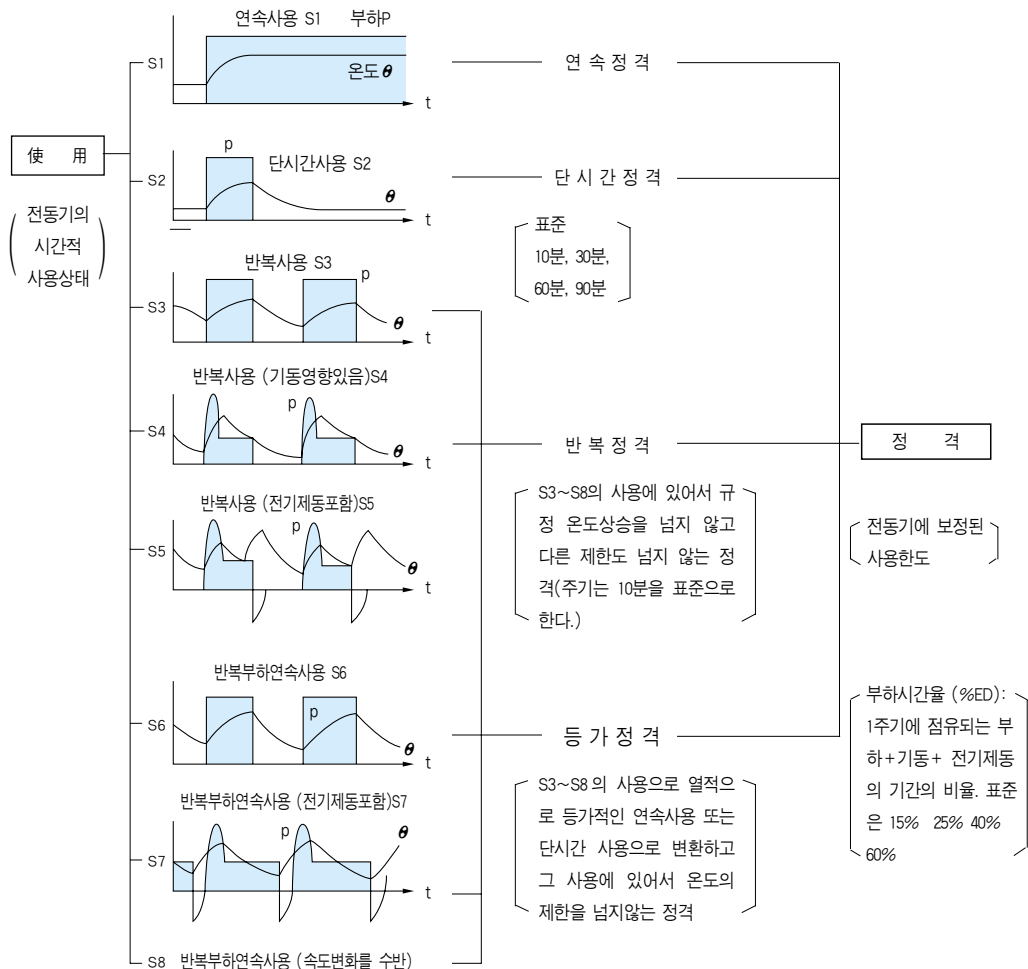 使 用
전동기의
시간적
사용상태
S1
연속사용 S1 부하P
온도 θ
t
연 속 정 격
S2
p
단시간사용 S2
θ
t
단 시 간 정 격
표준
10분, 30분,
60분, 90분
S3
반복사용 S3
p
θ
t
S4
반복사용 (기동영향있음)S4
p
θ
t
반 복 정 격
S3~S8의 사용에 있어서 규
정 온도상승을 넘지 않고
다른 제한도 넘지 않는 정
격(주기는 10분을 표준으로
한다.)
S5
반복사용 (전기제동포함)S5
p
θ
t
S6
반복부하연속사용 S6
p
θ
t
등 가 정 격
S3~S8 의 사용으로 열적으
로 등가적인 연속사용 또는
단시간 사용으로 변환하고
그 사용에 있어서 온도의
제한을 넘지않는 정격
S7
반복부하연속사용 (전기제동포함)S7
p
θ
t
S8 반복부하연속사용 (속도변화를 수반)
정 격
전동기에 보정된
사용한도
부하시간율 (%ED):
1주기에 점유되는 부
하+기동+ 전기제동
의 기간의 비율. 표준
은 15% 25% 40%
60%